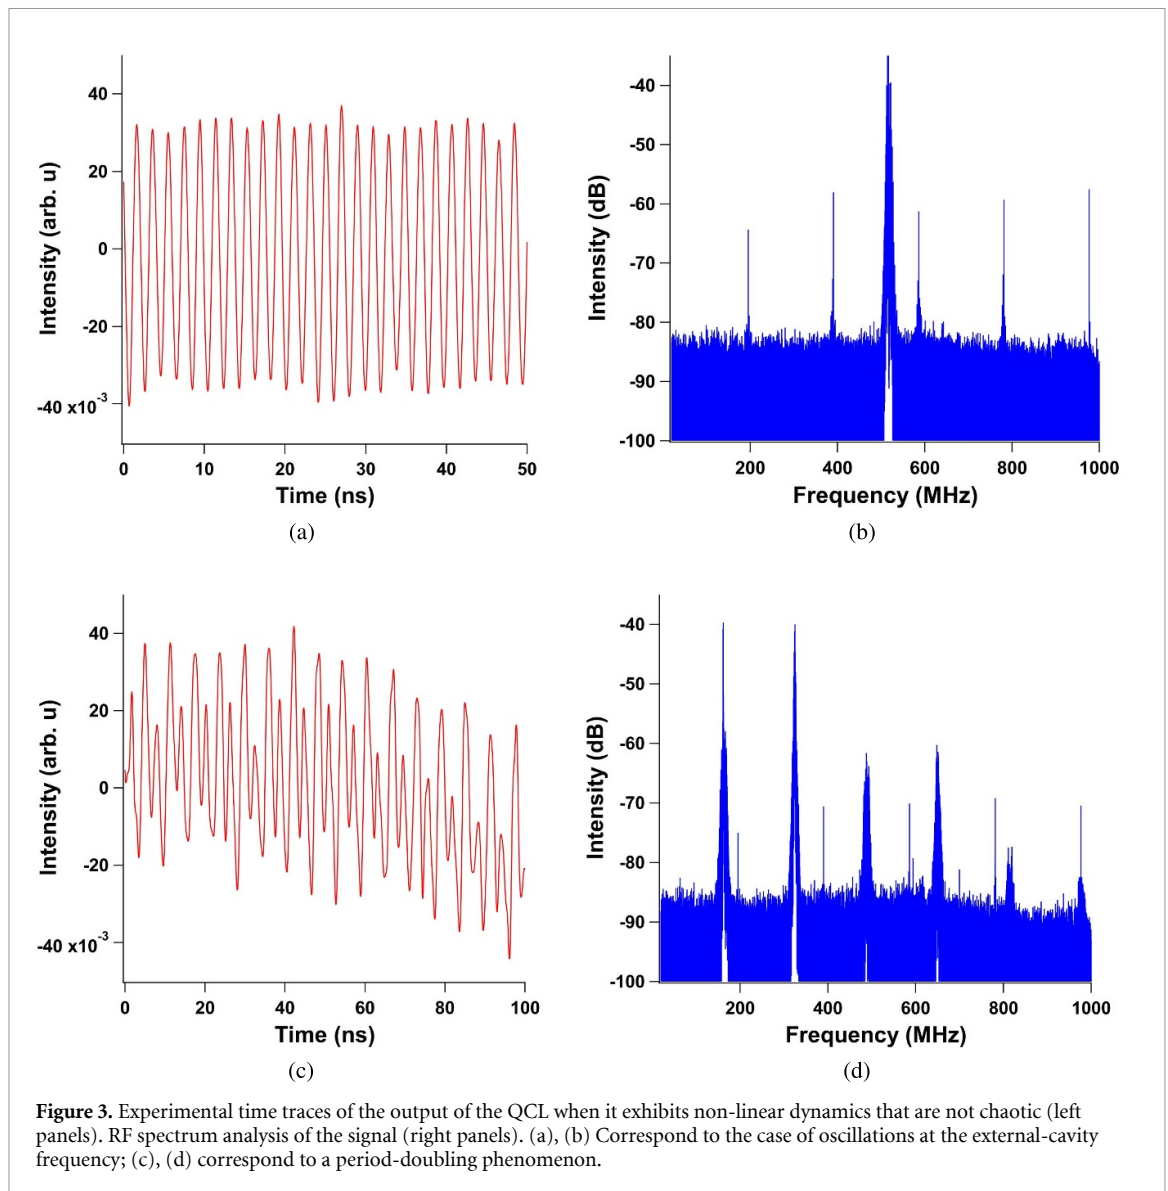 40
20
0
-20
-40 x10-3
Intensity (arb. u)
0 10 20 30 40 50
Time (ns)
(a)
-40
-50
-60
-70
-80
-90
-100
Intensity (dB)
200 400 600 800 1000
Frequency (MHz)
(b)
40
20
0
-20
-40 x10-3
Intensity (arb. u)
0 20 40 60 80 100
Time (ns)
(c)
-40
-50
-60
-70
-80
-90
-100
Intensity (dB)
200 400 600 800 1000
Frequency (MHz)
(d)
Figure 3. Experimental time traces of the output of the QCL when it exhibits non-linear dynamics that are not chaotic (left
panels). RF spectrum analysis of the signal (right panels). (a), (b) Correspond to the case of oscillations at the external-cavity
frequency; (c), (d) correspond to a period-doubling phenomenon.